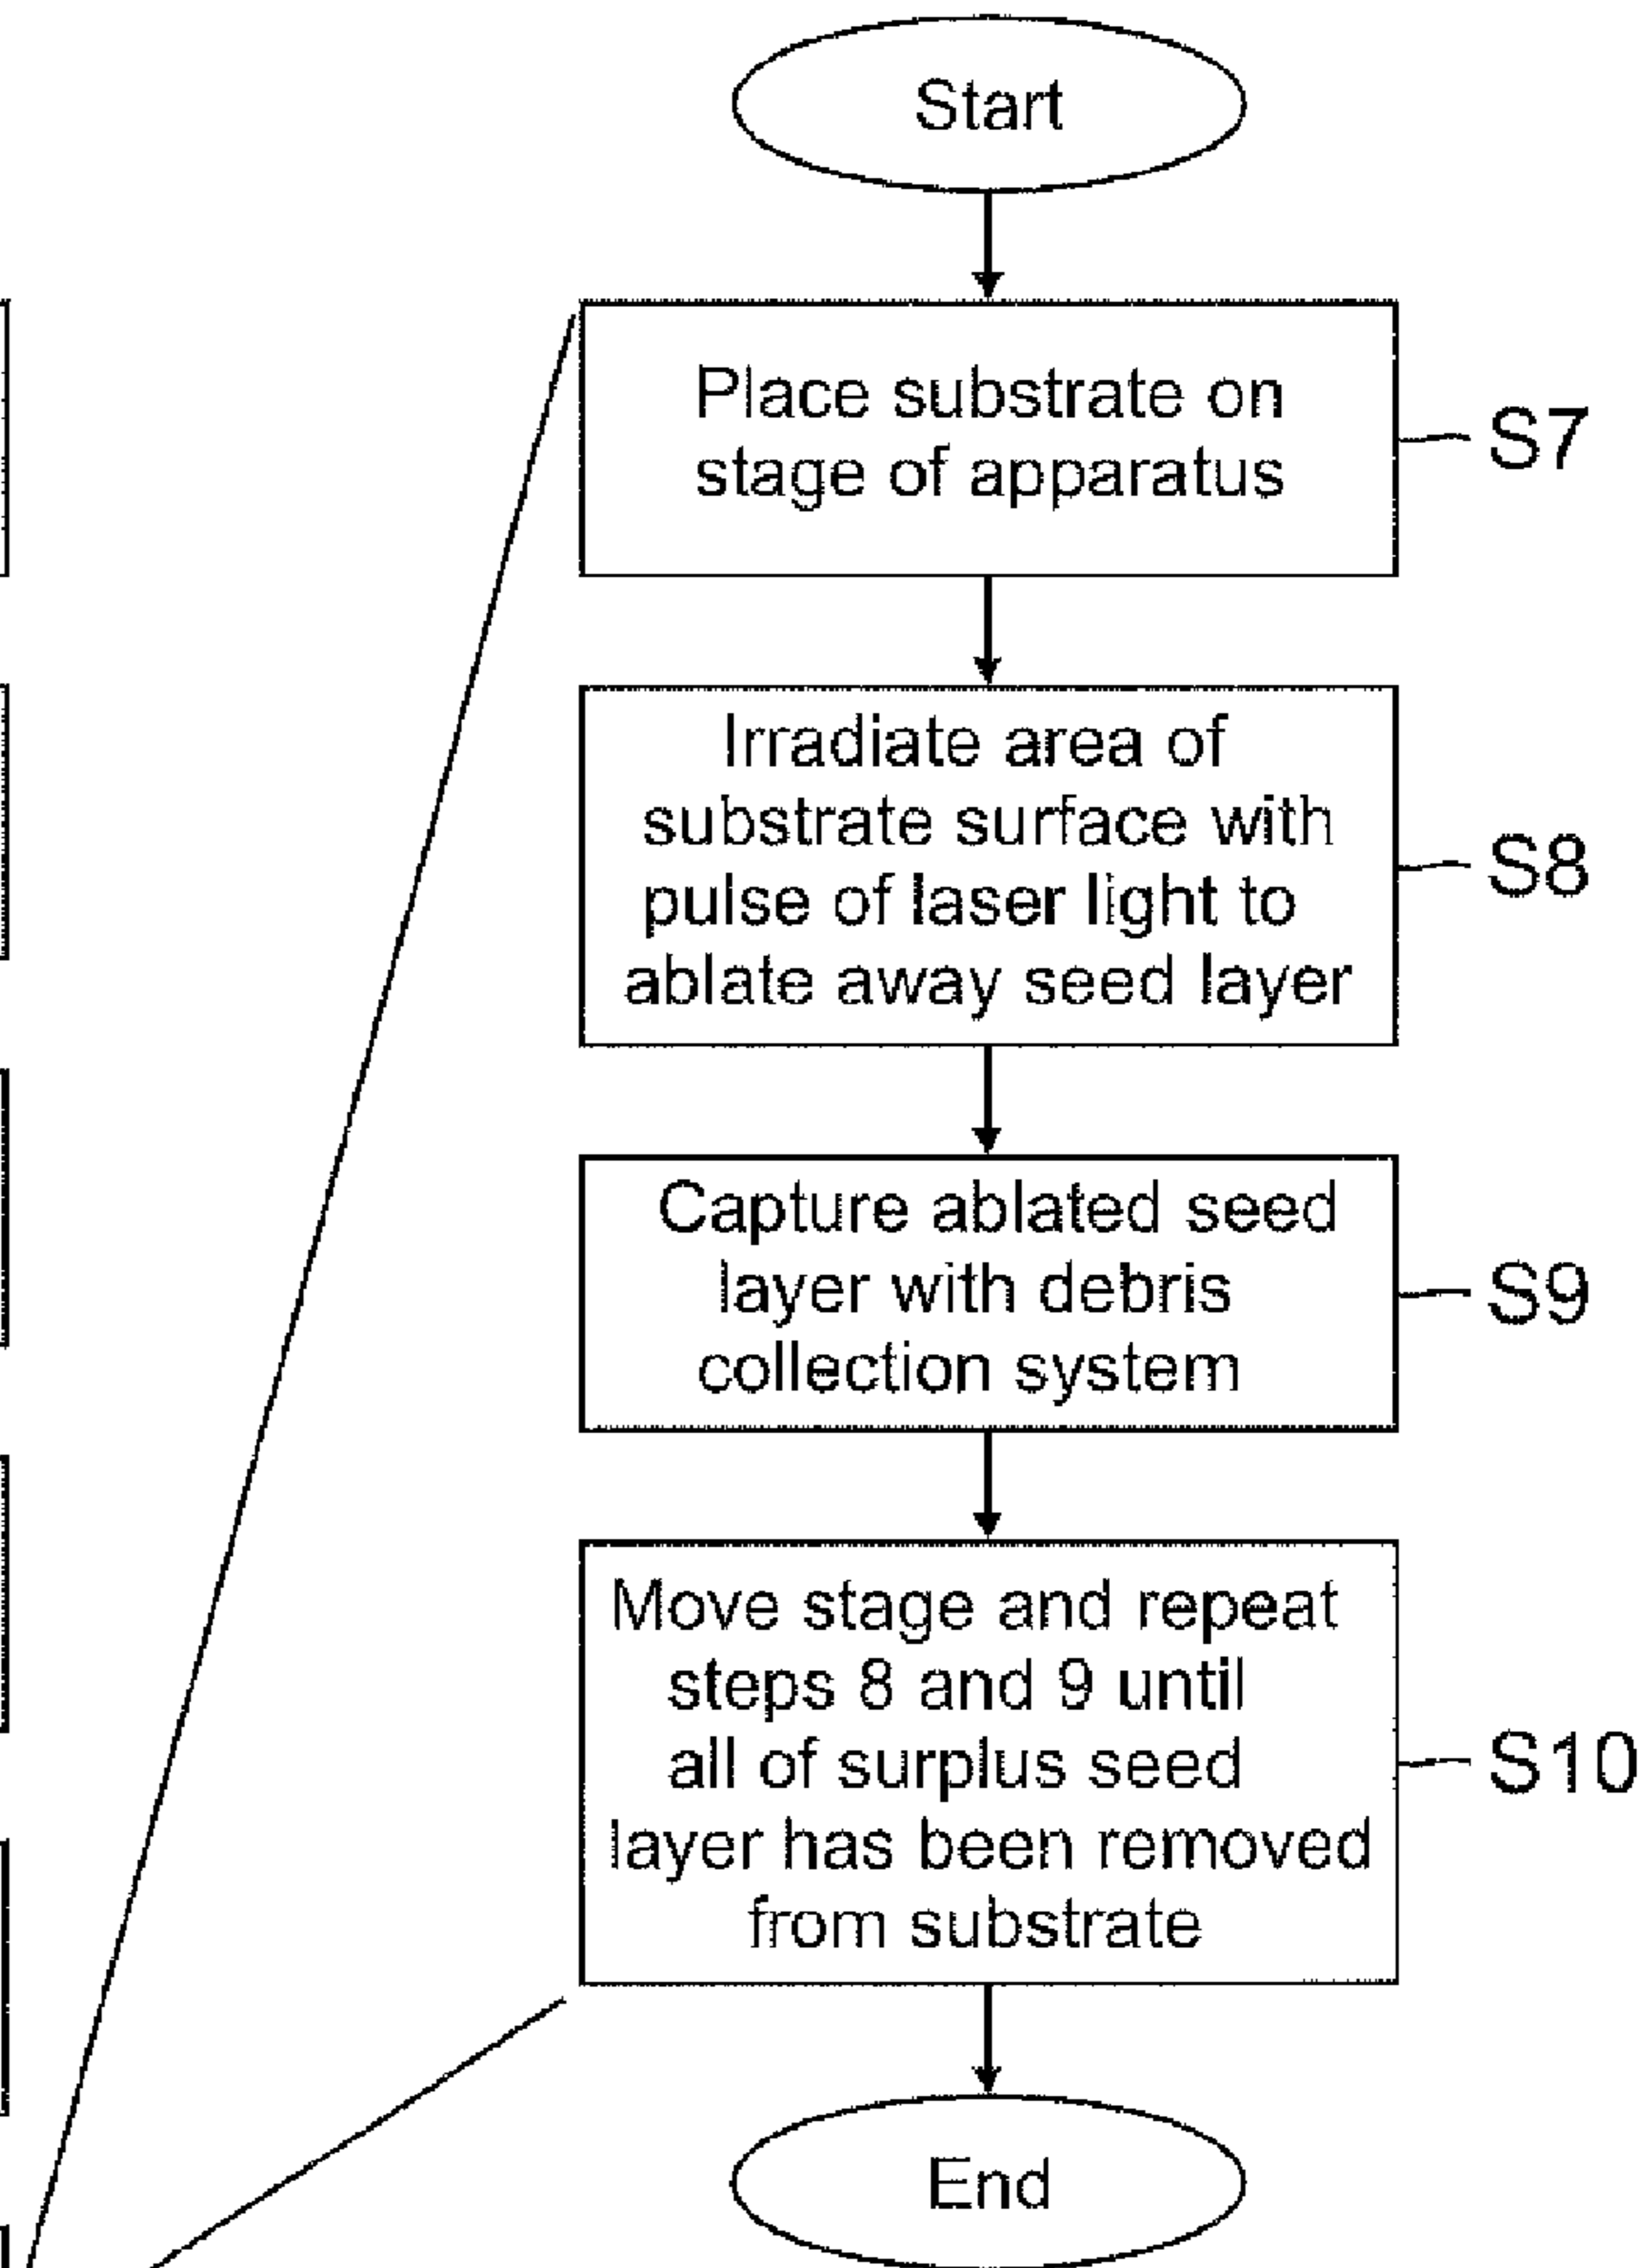 Start
Place substrate on
stage of apparatus
S7
Irradiate area of
substrate surface with
pulse of laser light to
ablate away seed layer
S8
Capture ablated seed
layer with debris
collection system
S9
Move stage and repeat
steps 8 and 9 until
all of surplus seed
layer has been removed
from substrate
S10
End